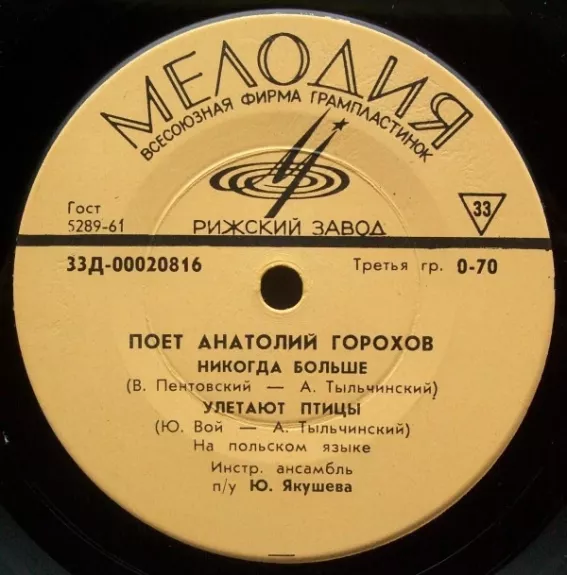 МЕЛОДИЯ
ВСЕСОЮЗНАЯ ФИРМА ГРАМПЛАСТИНОК
Гост
5289-61
РИЖСКИЙ ЗАВОД
33
33Д-00020816 Третья гр. 0-70
ПОЕТ АНАТОЛИЙ ГОРОХОВ
НИКОГДА БОЛЬШЕ
(В. Пентовский — А. Тыльчинский)
УЛЕТАЮТ ПТИЦЫ
(Ю. Вой — А. Тыльчинский)
На польском языке
Инстр. ансамбль
п/у Ю. Якушева